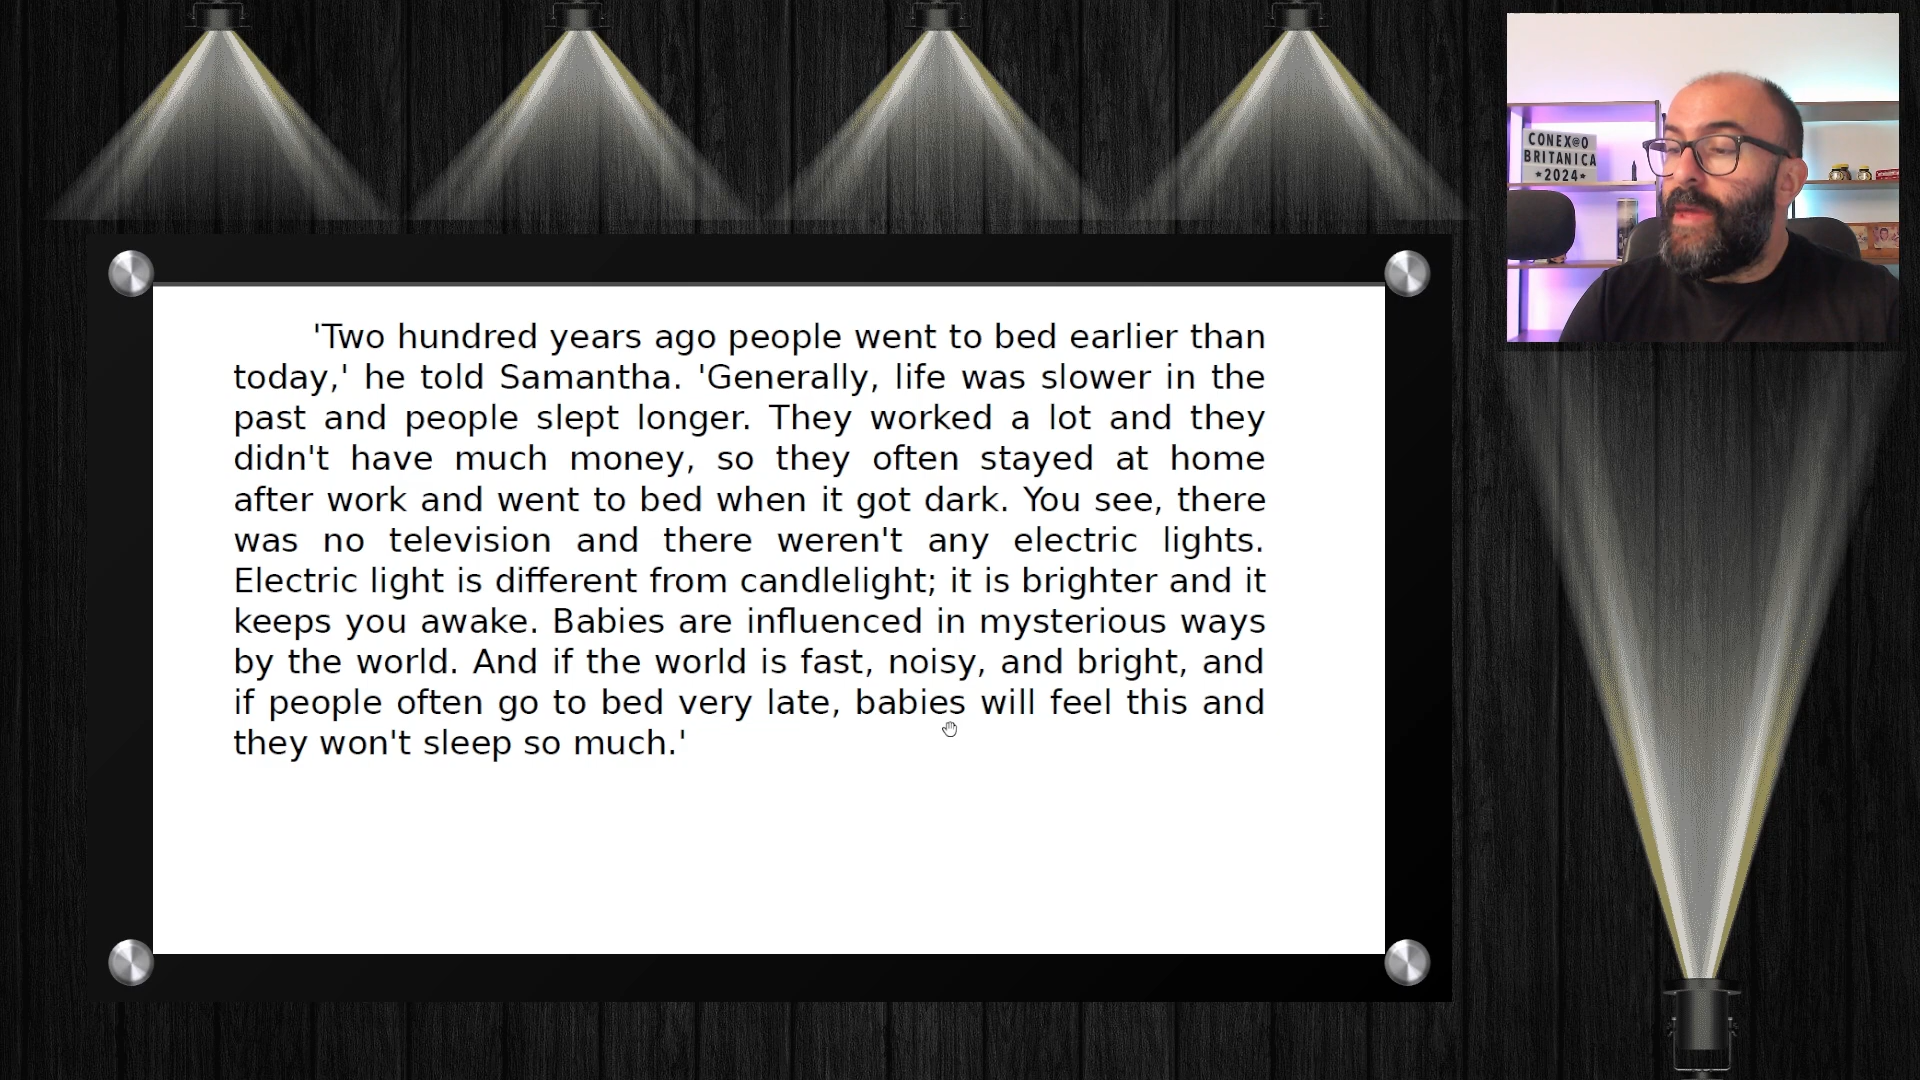 'Two hundred years ago people went to bed earlier than
today,' he told Samantha. 'Generally, life was slower in the
past and people slept longer. They worked a lot and they
didn't have much money, so they often stayed at home
after work and went to bed when it got dark. You see, there
was no television and there weren't any electric lights.
Electric light is different from candlelight; it is brighter and it
keeps you awake. Babies are influenced in mysterious ways
by the world. And if the world is fast, noisy, and bright, and
if people often go to bed very late, babies will feel this and
they won't sleep so much.'
CONEX@O
BRITANICA
★2024★